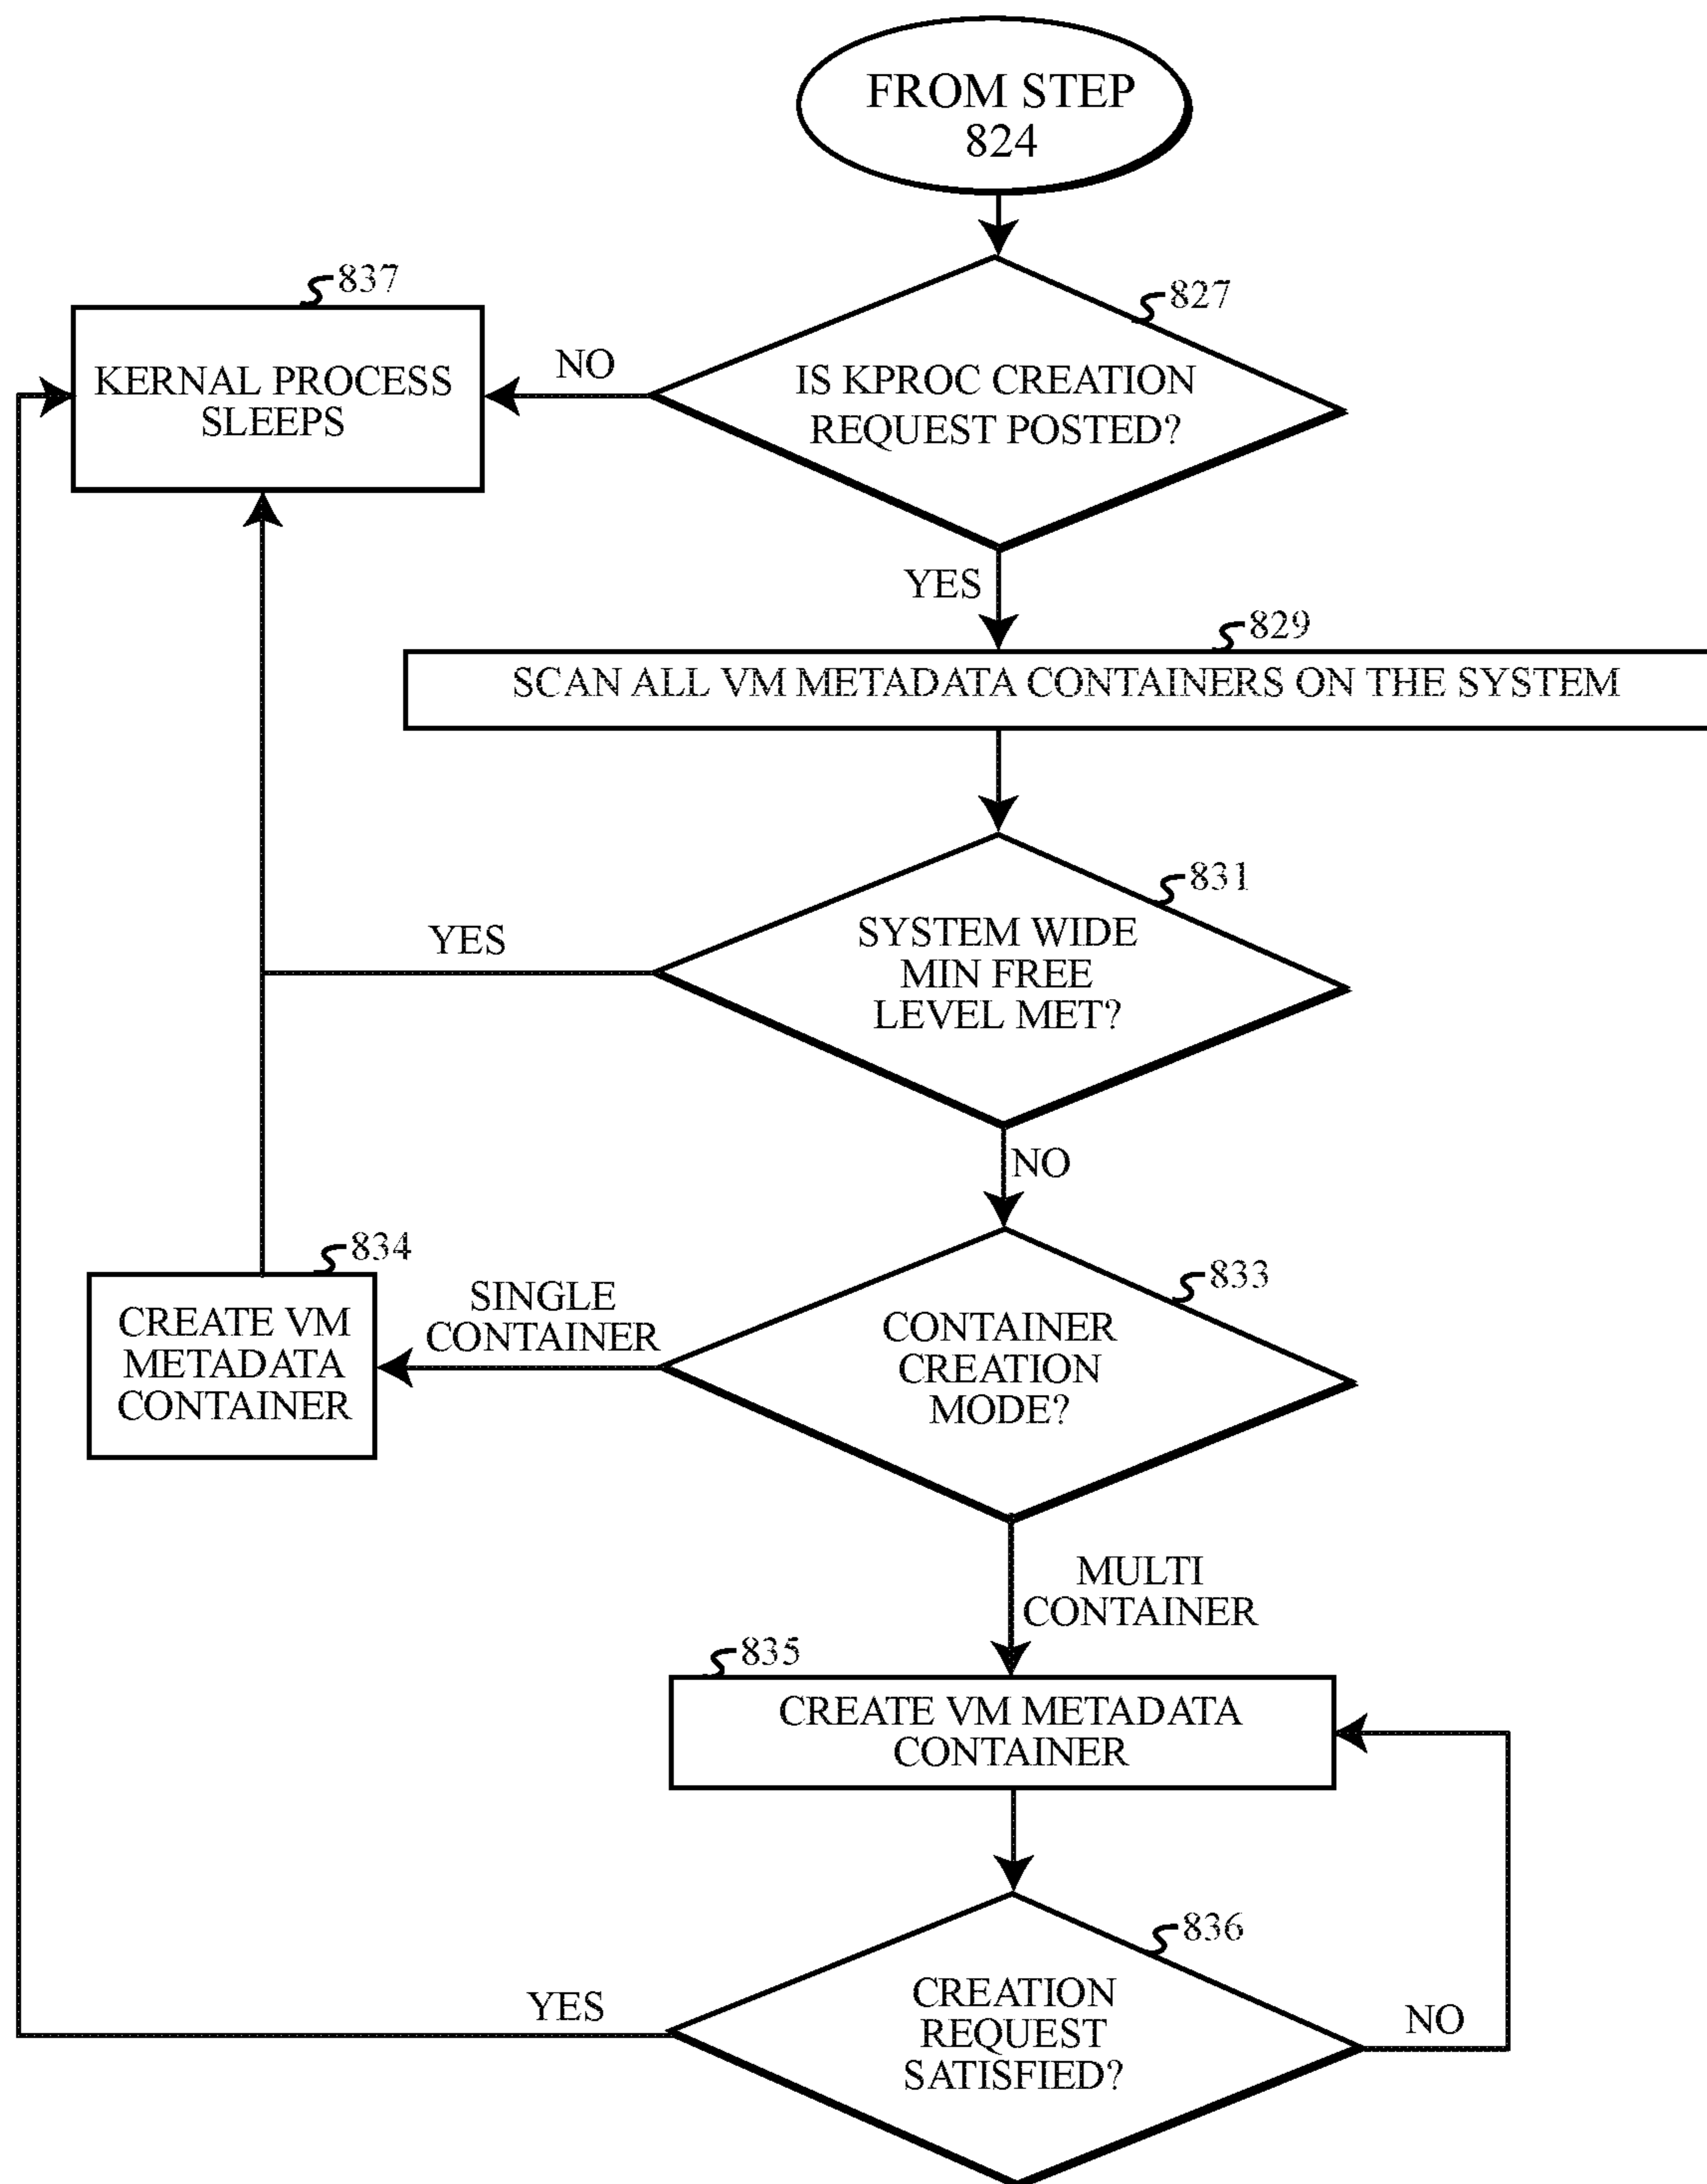 FROM STEP
824
837
827
KERNAL PROCESS
SLEEPS
NO
IS KPROC CREATION
REQUEST POSTED?
YES
829
SCAN ALL VM METADATA CONTAINERS ON THE SYSTEM
831
YES
SYSTEM WIDE
MIN FREE
LEVEL MET?
NO
834
833
CREATE VM
METADATA
CONTAINER
SINGLE
CONTAINER
CONTAINER
CREATION
MODE?
MULTI
CONTAINER
835
CREATE VM METADATA
CONTAINER
836
YES
CREATION
REQUEST
SATISFIED?
NO